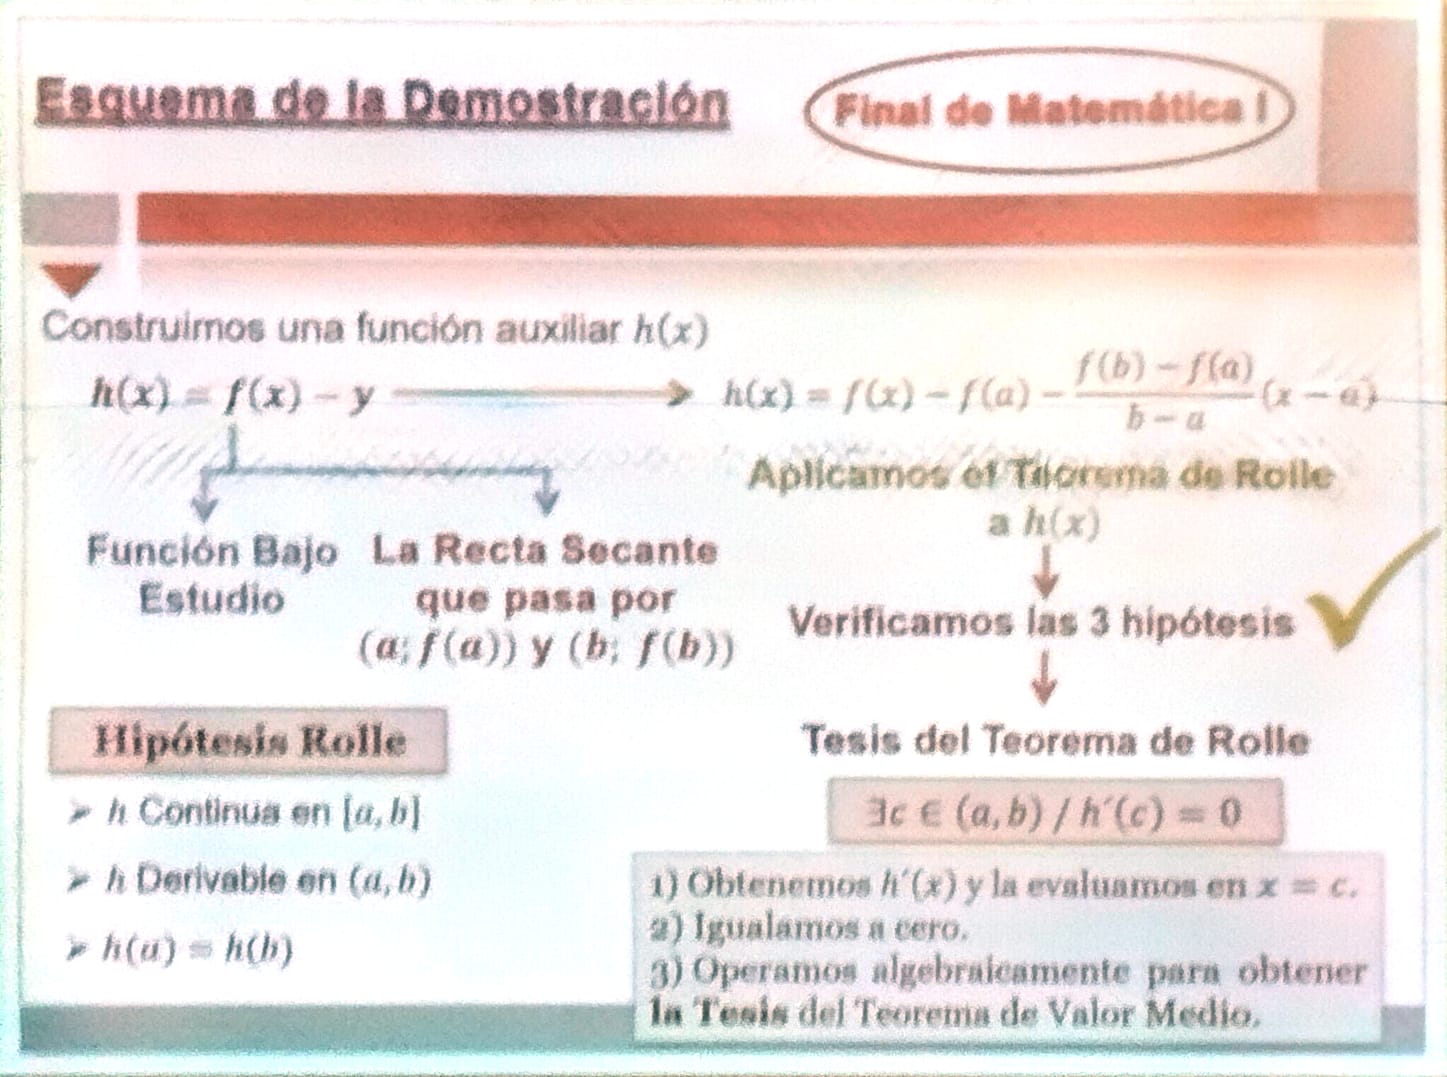 Esquema de la Demostración
Final de Matemática I
Construimos una función auxiliar h(x)
h(x) = f(x) − y
h(x) = f(x) − f(a) − \frac{f(b) − f(a)}{b − a}(x − a)
Función Bajo
Estudio
La Recta Secante
que pasa por
(a; f(a)) y (b; f(b))
Aplicamos el Teorema de Rolle
a h(x)
Verificamos las 3 hipótesis
Tesis del Teorema de Rolle
∃c ∈ (a, b) / h´(c) = 0
Hipótesis Rolle
➢ h Continua en [a, b]
➢ h Derivable en (a, b)
➢ h(a) = h(b)
1) Obtenemos h´(x) y la evaluamos en x = c.
2) Igualamos a cero.
3) Operamos algebraicamente para obtener
la Tesis del Teorema de Valor Medio.